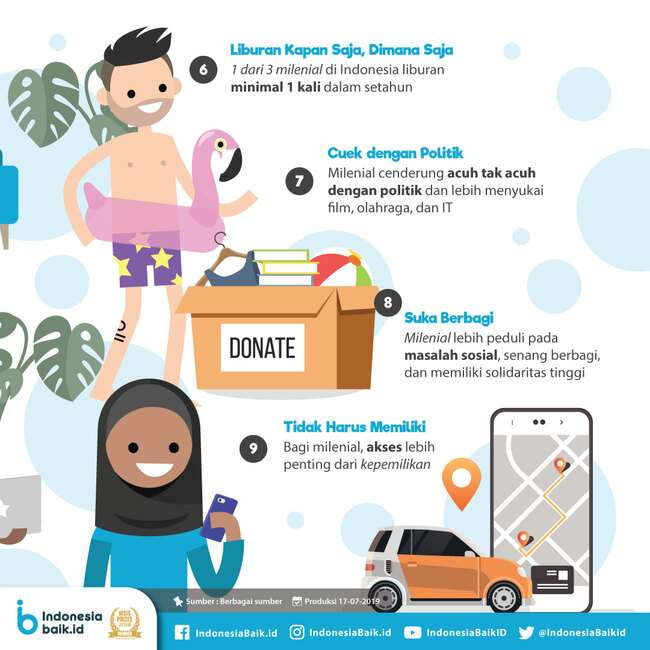 6
Liburan Kapan Saja, Dimana Saja
1 dari 3 milenial di Indonesia liburan
minimal 1 kali dalam setahun
7
Cuek dengan Politik
Milenial cenderung acuh tak acuh
dengan politik dan lebih menyukai
film, olahraga, dan IT
DONATE
8
Suka Berbagi
Milenial lebih peduli pada
masalah sosial, senang berbagi,
dan memiliki solidaritas tinggi
9
Tidak Harus Memiliki
Bagi milenial, akses lebih
penting dari kepemilikan
Sumber : Berbagai sumber
Produksi 17-07-2019
Indonesia
baik.id
IndonesiaBaik.id
IndonesiaBaik.id
IndonesiaBaikID
@IndonesiaBaikid